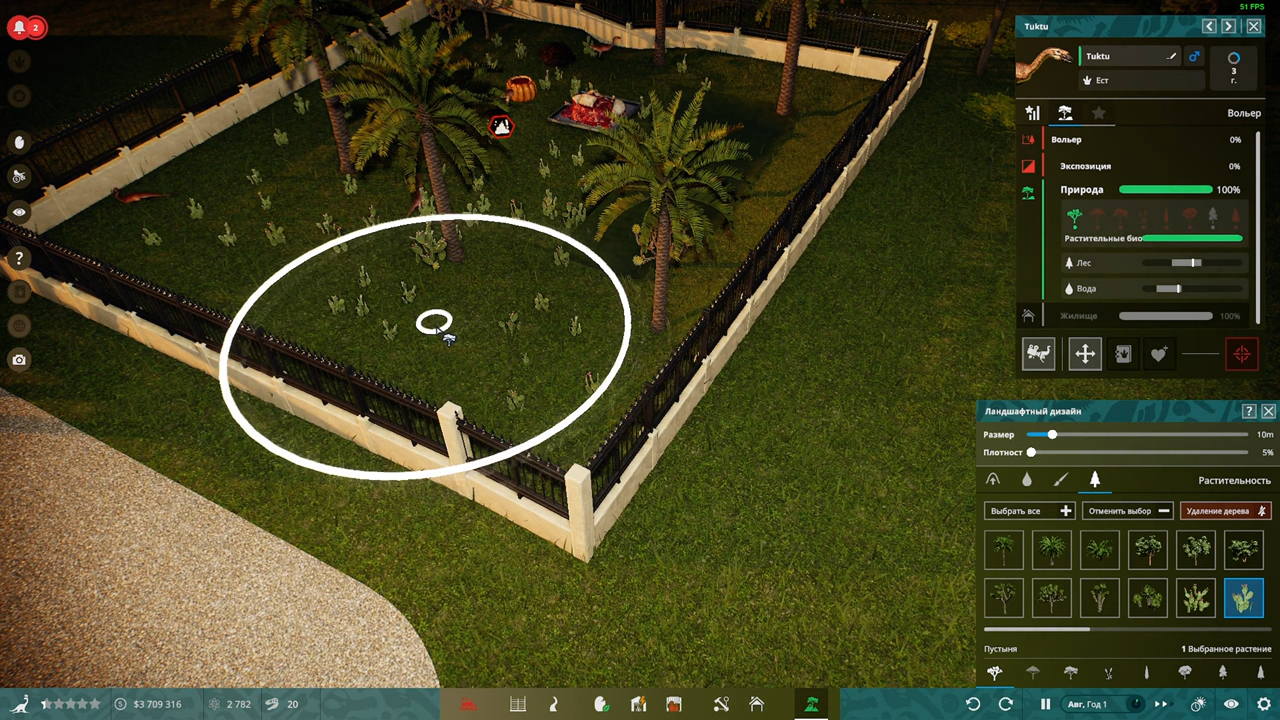 51 FPS
2
Tuktu
Tuktu
Ест
3
г.
Вольер
Вольер 0%
Экспозиция 0%
Природа 100%
Растительные био
Лес
Вода
Жилище 100%
Ландшафтный дизайн
?
Размер 10m
Плотност 5%
Растительность
Выбрать все
Отменить выбор
Удаление дерева
Пустыня
1 Выбранное растение
$3 709 316
2 782
20
Авг, Год 1